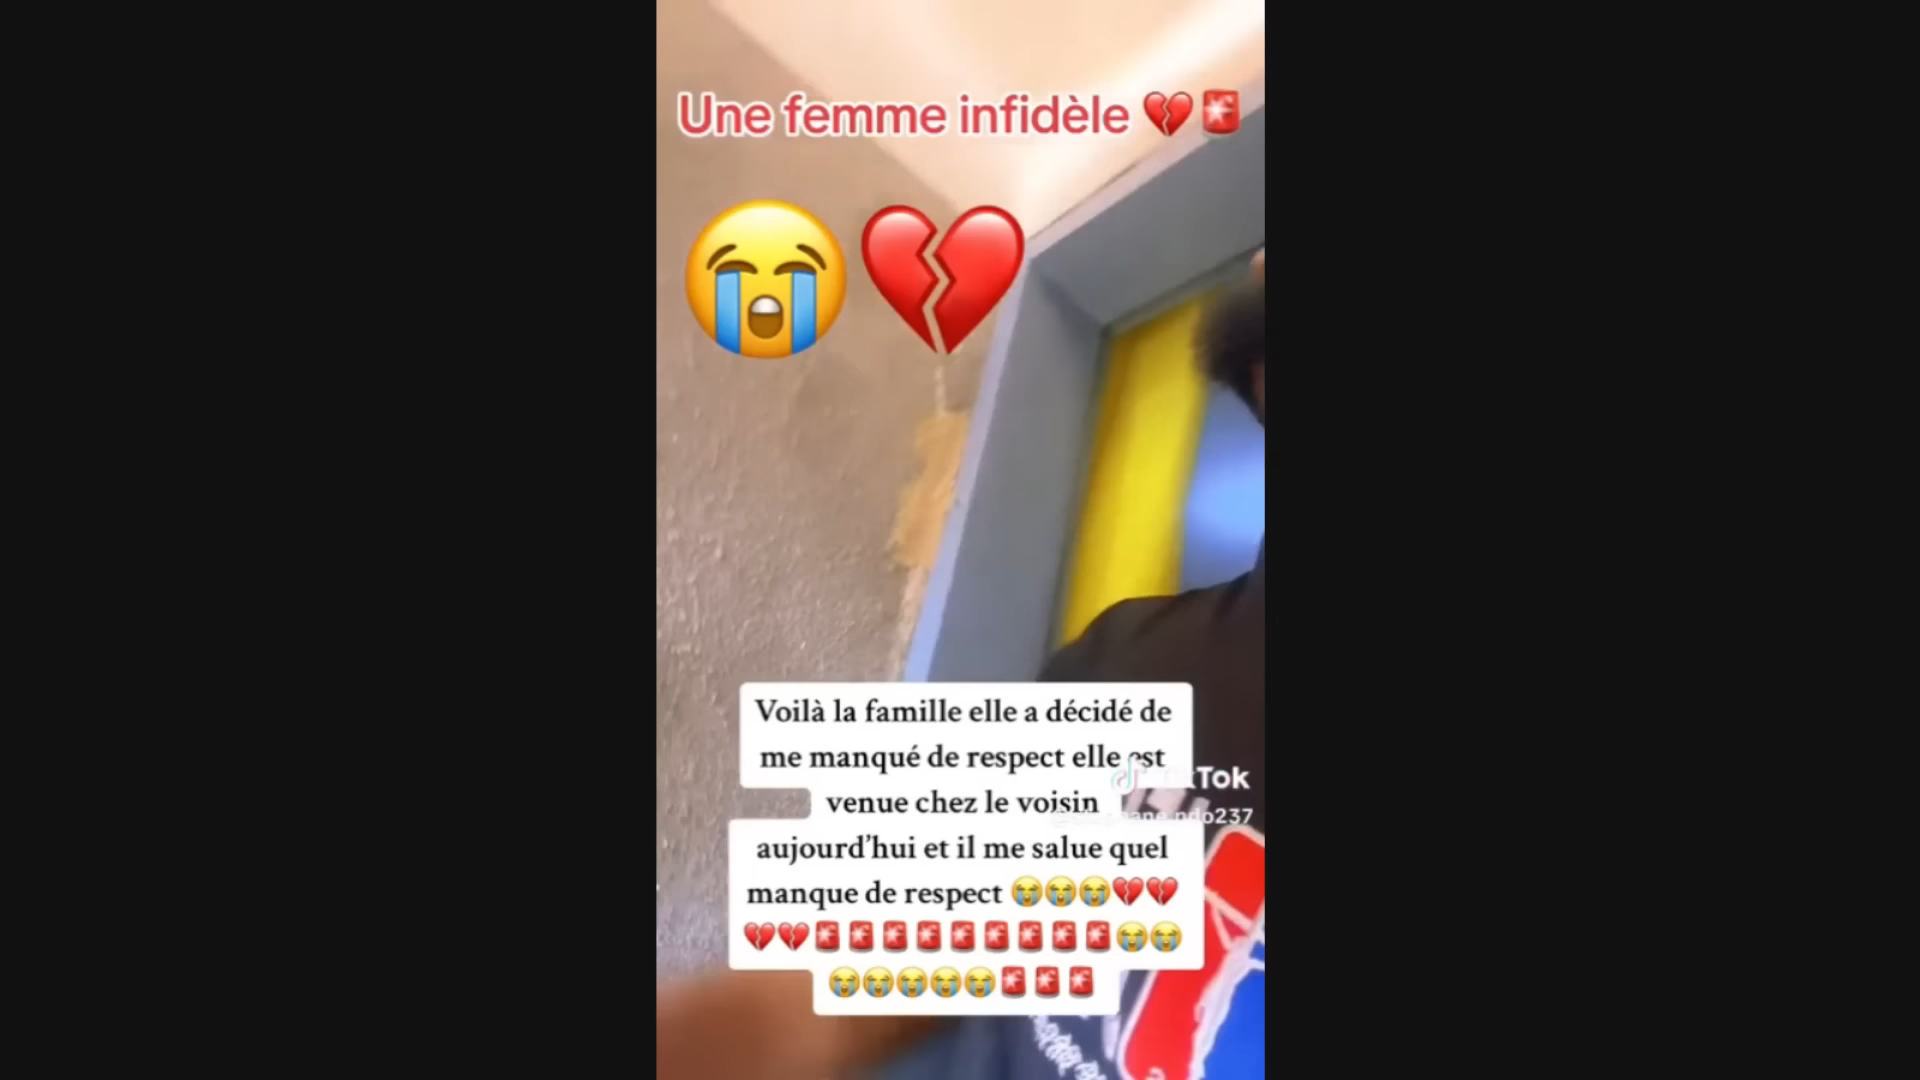 Une femme infidèle 💔🚨
😭💔
Voilà la famille elle a décidé de
me manqué de respect elle est
venue chez le voisin
aujourd'hui et il me salue quel
manque de respect 😭😭😭💔💔
💔💔🚨🚨🚨🚨🚨🚨🚨🚨🚨😭😭
😭😭😭😭😭🚨🚨🚨
TikTok